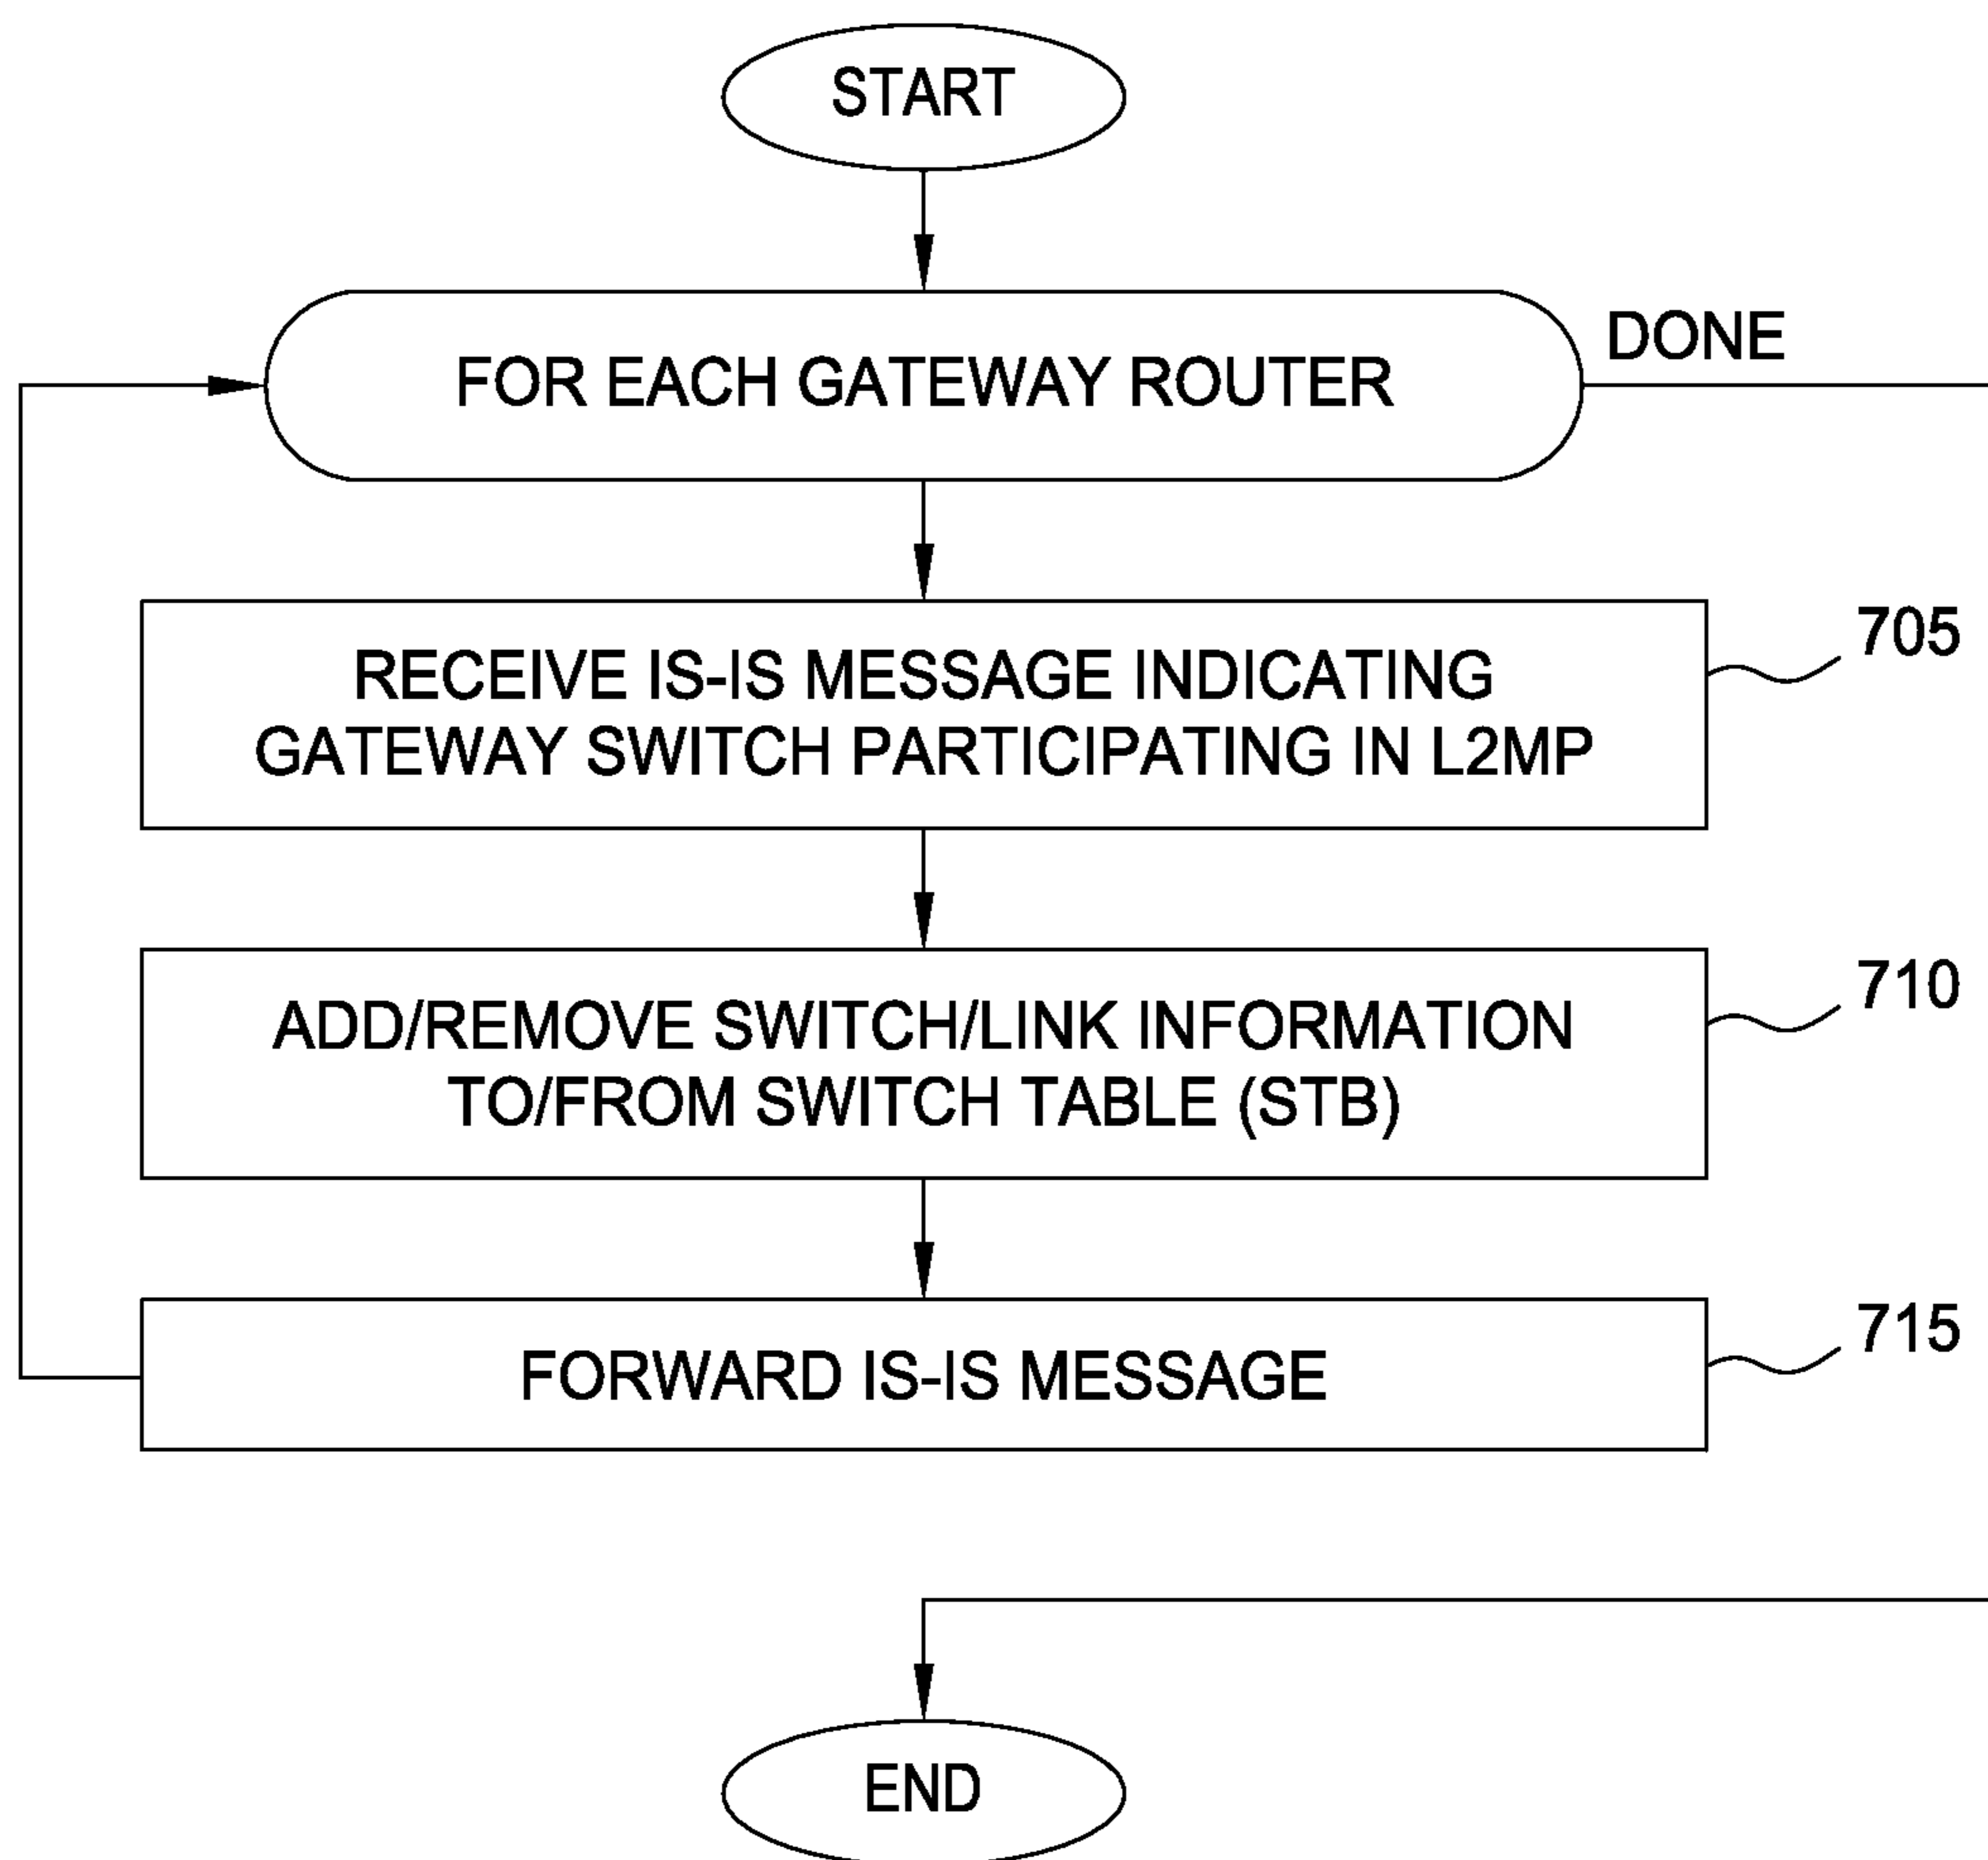 START
FOR EACH GATEWAY ROUTER
DONE
RECEIVE IS-IS MESSAGE INDICATING
GATEWAY SWITCH PARTICIPATING IN L2MP
705
ADD/REMOVE SWITCH/LINK INFORMATION
TO/FROM SWITCH TABLE (STB)
710
FORWARD IS-IS MESSAGE
715
END